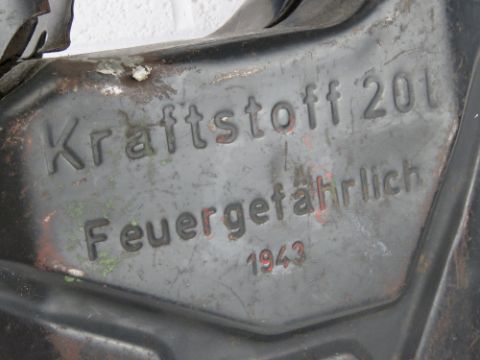 Kraftstoff 20l
Feuergefährlich
1943